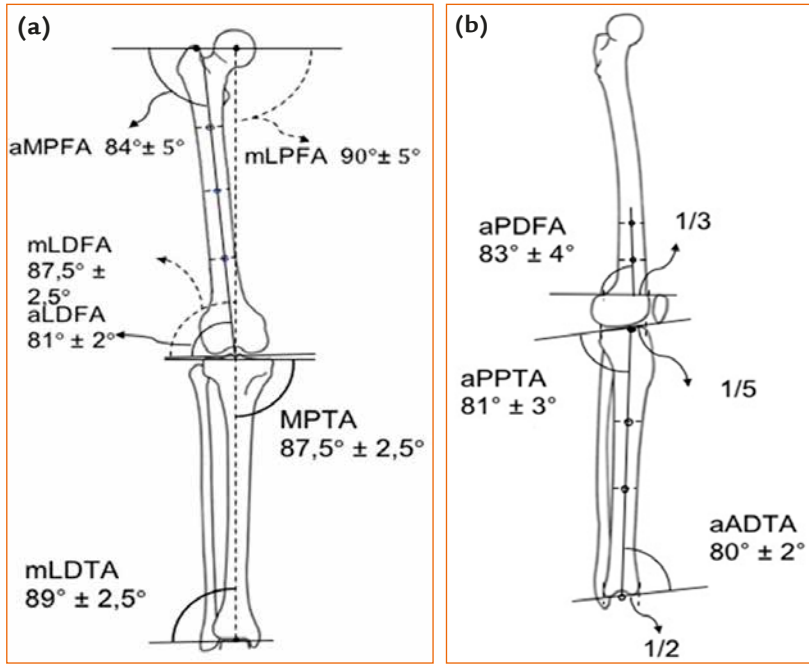 (a)
aMPFA 84°± 5°
mLPFA 90°± 5°
mLDFA
87,5° ±
2,5°
aLDFA
81° ± 2°
MPTA
87,5° ± 2,5°
mLDTA
89° ± 2,5°
(b)
aPDFA
83° ± 4°
1/3
aPPTA
81° ± 3°
1/5
aADTA
80° ± 2°
1/2